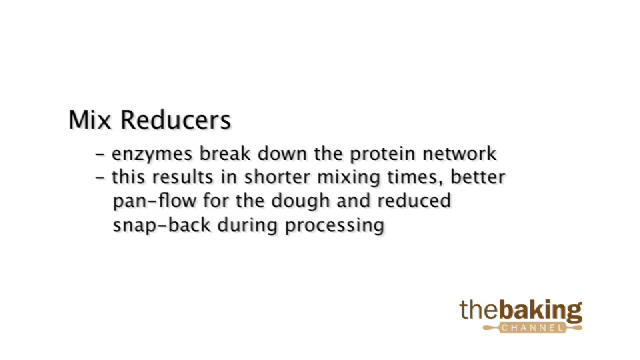 Mix Reducers
– enzymes break down the protein network
– this results in shorter mixing times, better
pan-flow for the dough and reduced
snap-back during processing
thebaking
CHANNEL